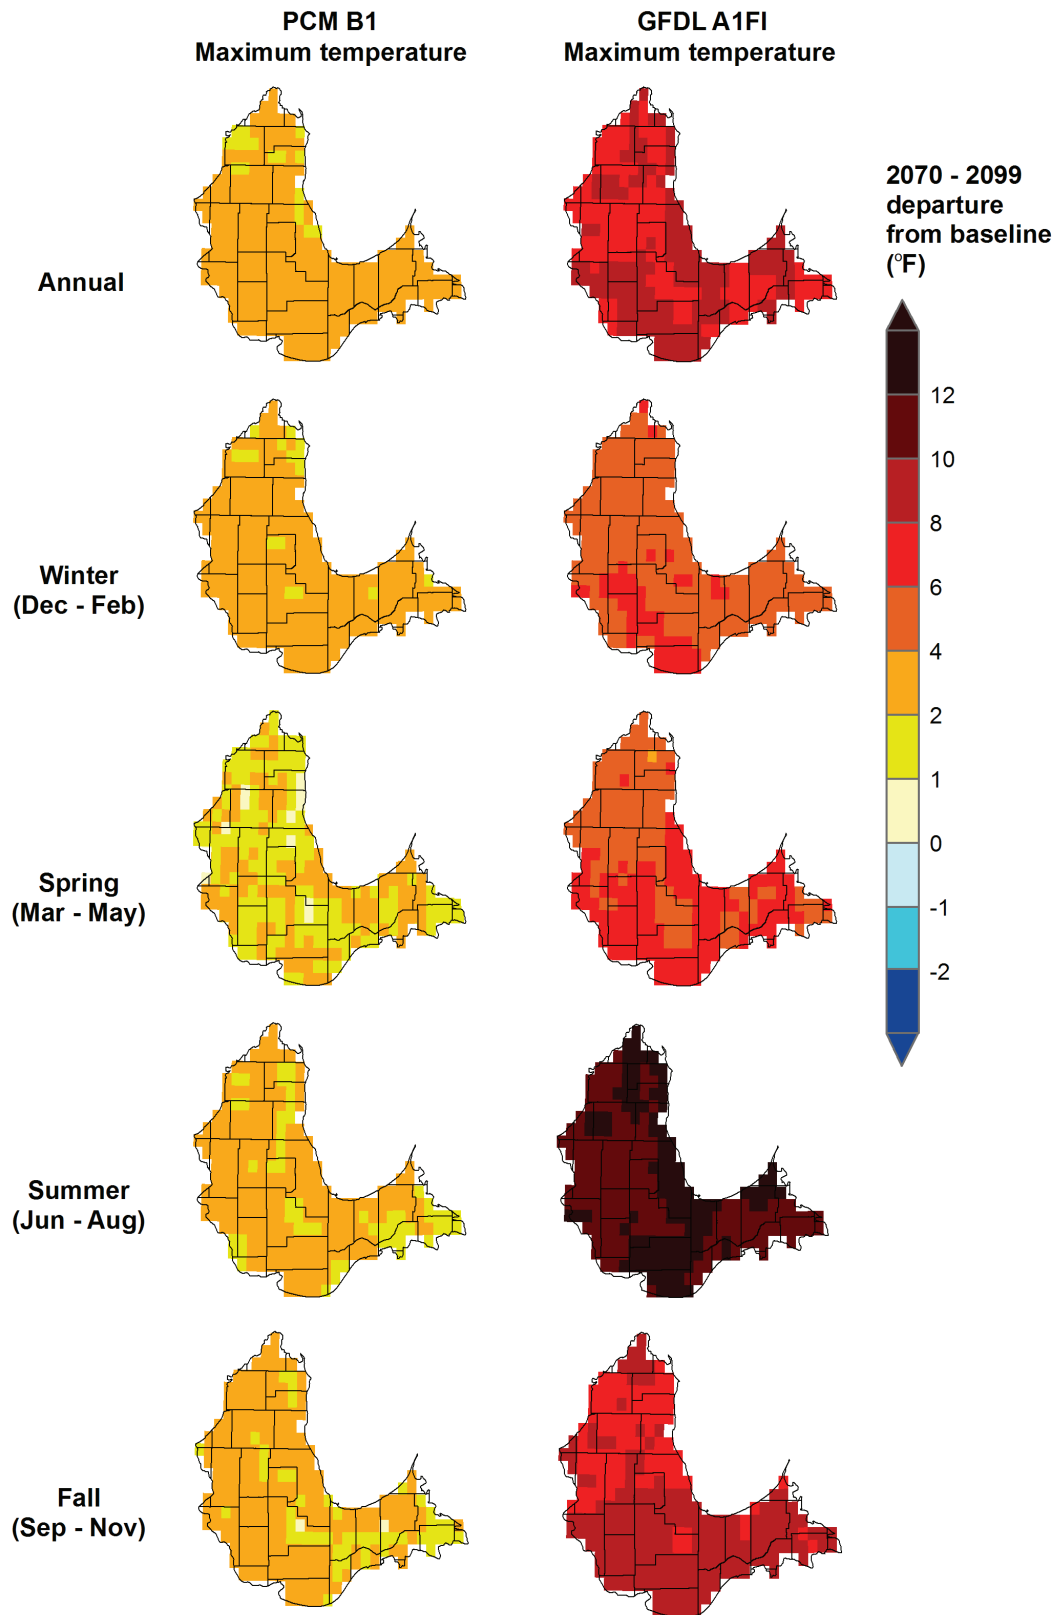 PCM B1
Maximum temperature
GFDL A1FI
Maximum temperature
2070 - 2099
departure
from baseline
(°F)
Annual
12
10
8
6
4
2
1
0
-1
-2
Winter
(Dec - Feb)
Spring
(Mar - May)
Summer
(Jun - Aug)
Fall
(Sep - Nov)